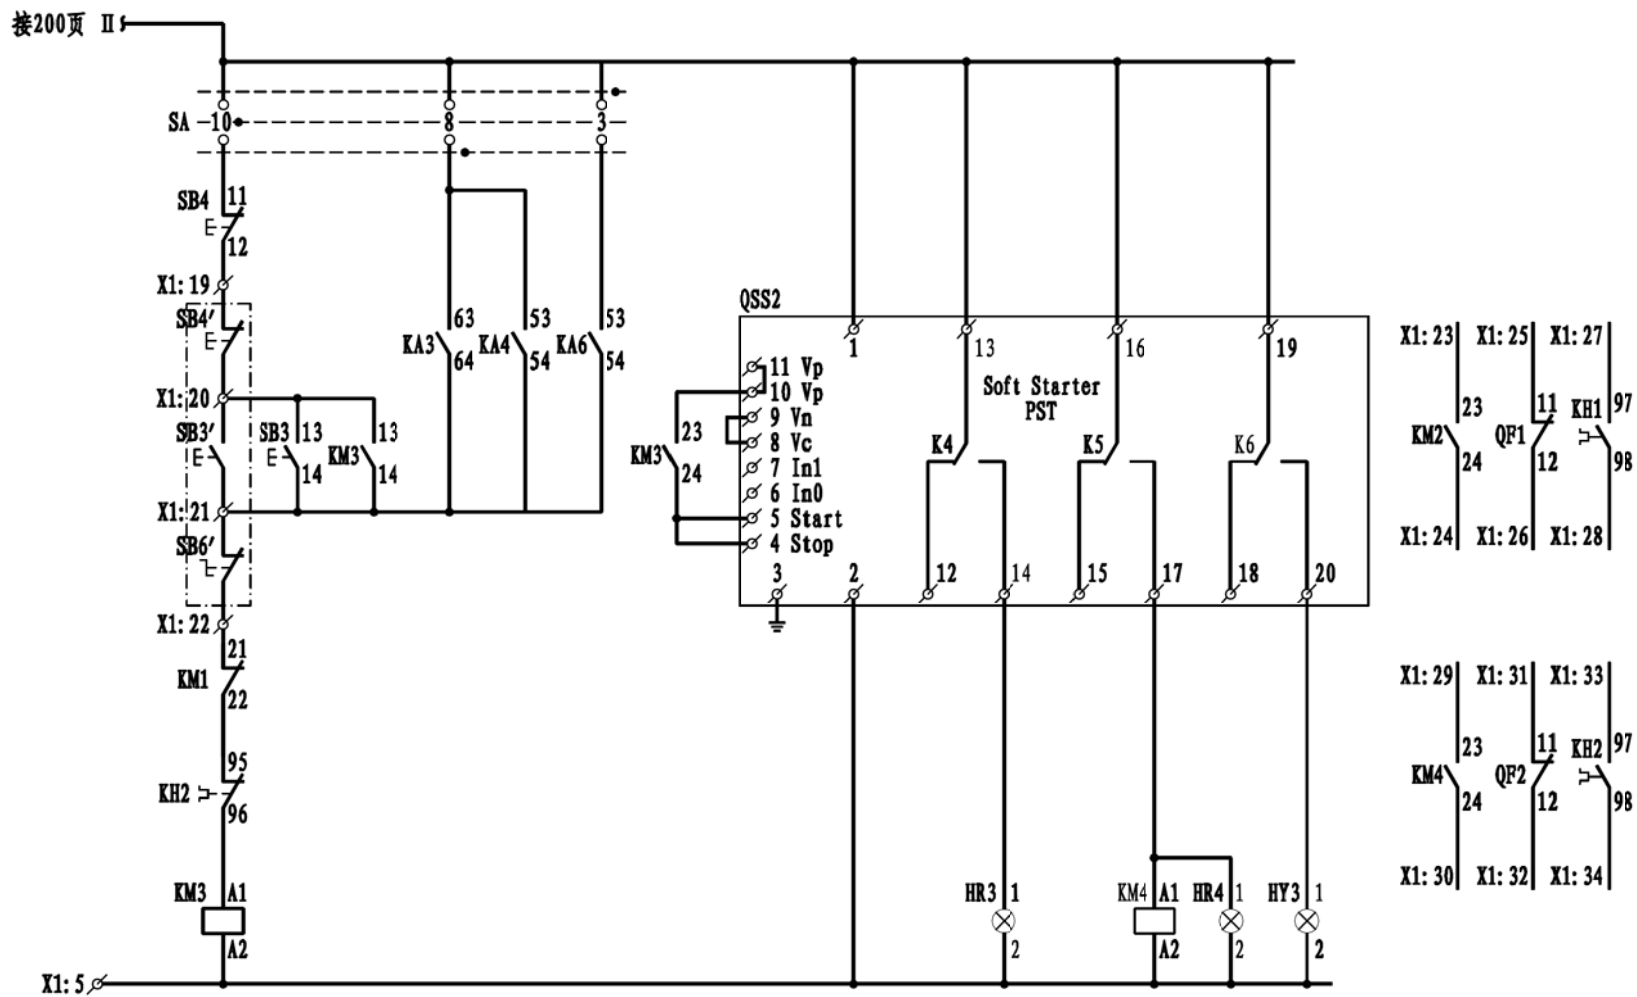 接200页 II
SA 10 8 3
SB4 11
12
X1:19
SB4'
X1:20
SB3' SB3 13 KM3 13
14 14
X1:21
SB6'
X1:22
KM1 21
22
KH2 95
96
KM3 A1
A2
X1:5
KA3 63 KA4 53 KA6 53
64 54 54
KM3 23
24
QSS2
1 13 16 19
11 Vp
10 Vp
9 Vn
8 Vc
7 In1
6 In0
5 Start
4 Stop
Soft Starter
PST
K4 K5 K6
3 2 12 14 15 17 18 20
HR3 1 KM4 A1 HR4 1 HY3 1
2 A2 2 2
X1:23 X1:25 X1:27
KM2 23 QF1 11 KH1 97
24 12 98
X1:24 X1:26 X1:28
X1:29 X1:31 X1:33
KM4 23 QF2 11 KH2 97
24 12 98
X1:30 X1:32 X1:34